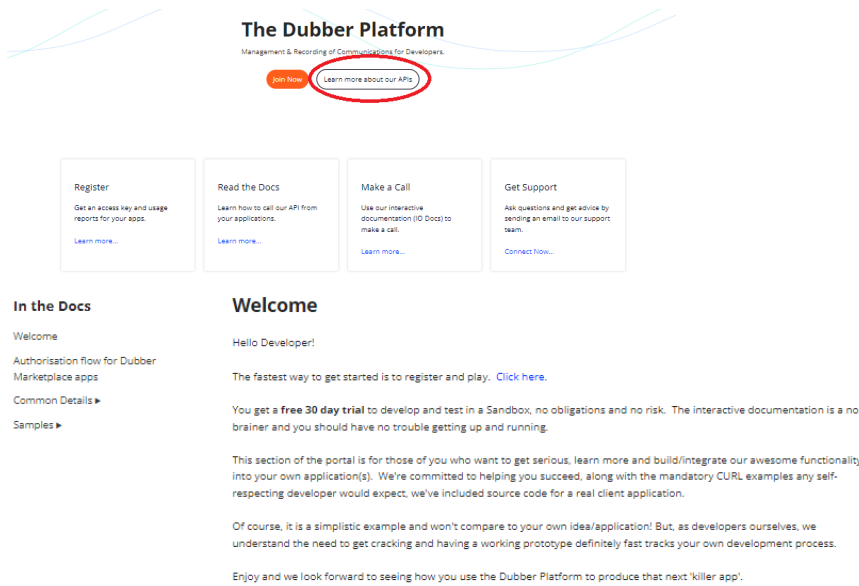 The Dubber Platform
Management & Recording of Communications for Developers.
Join Now
Learn more about our APIs
Register
Get an access key and usage
reports for your apps.
Learn more...
Read the Docs
Learn how to call our API from
your applications.
Learn more...
Make a Call
Use our interactive
documentation (IO Docs) to
make a call.
Learn more...
Get Support
Ask questions and get advice by
sending an email to our support
team.
Connect Now...
In the Docs
Welcome
Authorisation flow for Dubber
Marketplace apps
Common Details ▸
Samples ▸
Welcome
Hello Developer!
The fastest way to get started is to register and play. Click here.
You get a free 30 day trial to develop and test in a Sandbox, no obligations and no risk. The interactive documentation is a no
brainer and you should have no trouble getting up and running.
This section of the portal is for those of you who want to get serious, learn more and build/integrate our awesome functionality
into your own application(s). We're committed to helping you succeed, along with the mandatory CURL examples any self-
respecting developer would expect, we've included source code for a real client application.
Of course, it is a simplistic example and won't compare to your own idea/application! But, as developers ourselves, we
understand the need to get cracking and having a working prototype definitely fast tracks your own development process.
Enjoy and we look forward to seeing how you use the Dubber Platform to produce that next 'killer app'.